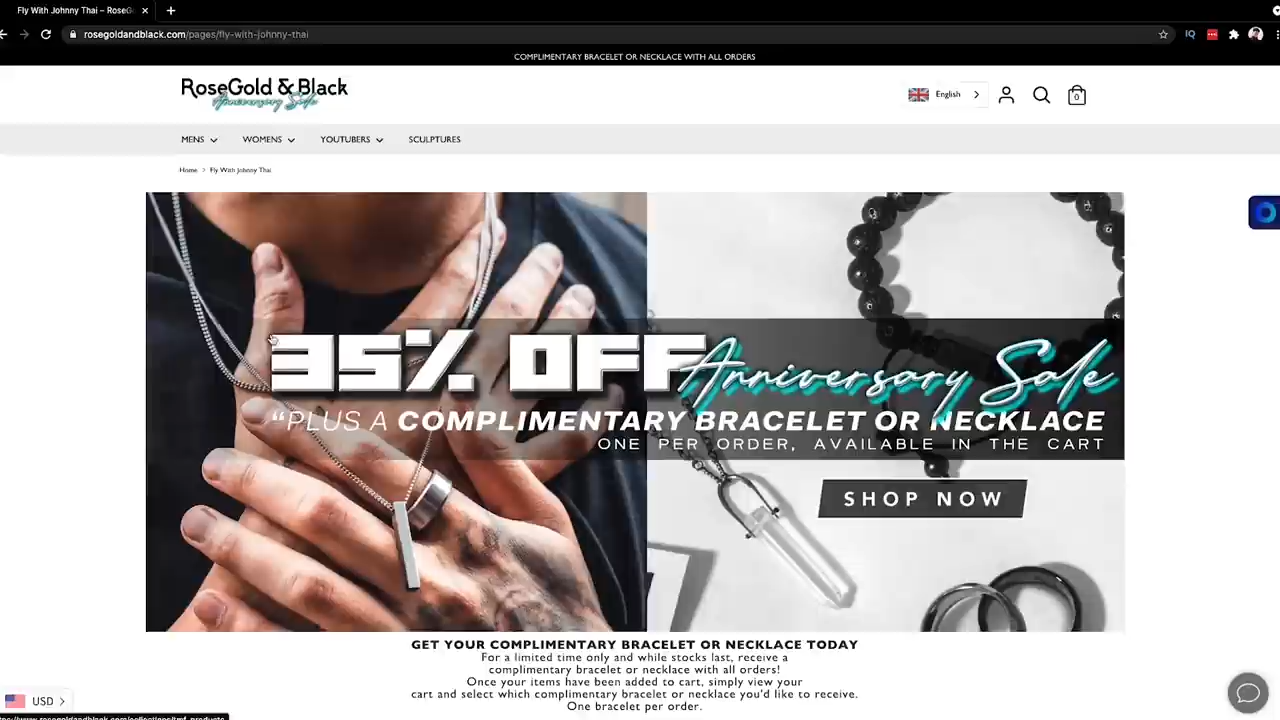 Fly With Johnny Thai – RoseG
rosegoldandblack.com/pages/fly-with-johnny-thai
IQ
COMPLIMENTARY BRACELET OR NECKLACE WITH ALL ORDERS
RoseGold & Black
Anniversary Sale
English
0
MENS
WOMENS
YOUTUBERS
SCULPTURES
Home > Fly With Johnny Thai
35% OFF Anniversary Sale
“PLUS A COMPLIMENTARY BRACELET OR NECKLACE
ONE PER ORDER, AVAILABLE IN THE CART
SHOP NOW
GET YOUR COMPLIMENTARY BRACELET OR NECKLACE TODAY
For a limited time only and while stocks last, receive a
complimentary bracelet or necklace with all orders!
Once your items have been added to cart, simply view your
cart and select which complimentary bracelet or necklace you'd like to receive.
One bracelet per order.
USD